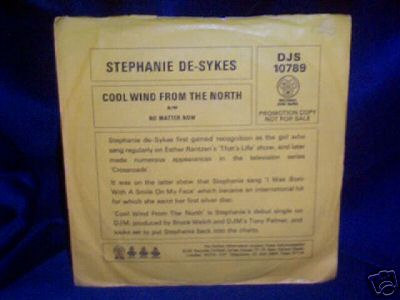 STEPHANIE DE-SYKES
DJS
10789
COOL WIND FROM THE NORTH
B/W
NO MATTER NOW
PROMOTION COPY
NOT FOR SALE
Stephanie de-Sykes first gained recognition as the girl who
sang regularly on Esther Rantzen's 'That's Life' show, and later
made numerous appearances in the television series
'Crossroads'.
It was on the latter show that Stephanie sang 'I Was Born
With A Smile On My Face' which became an international hit
for which she earnt her first silver disc.
'Cool Wind From The North' is Stephanie's debut single on
DJM, produced by Bruce Welch and DJM's Tony Palmer, and
looks set to put Stephanie back into the charts.